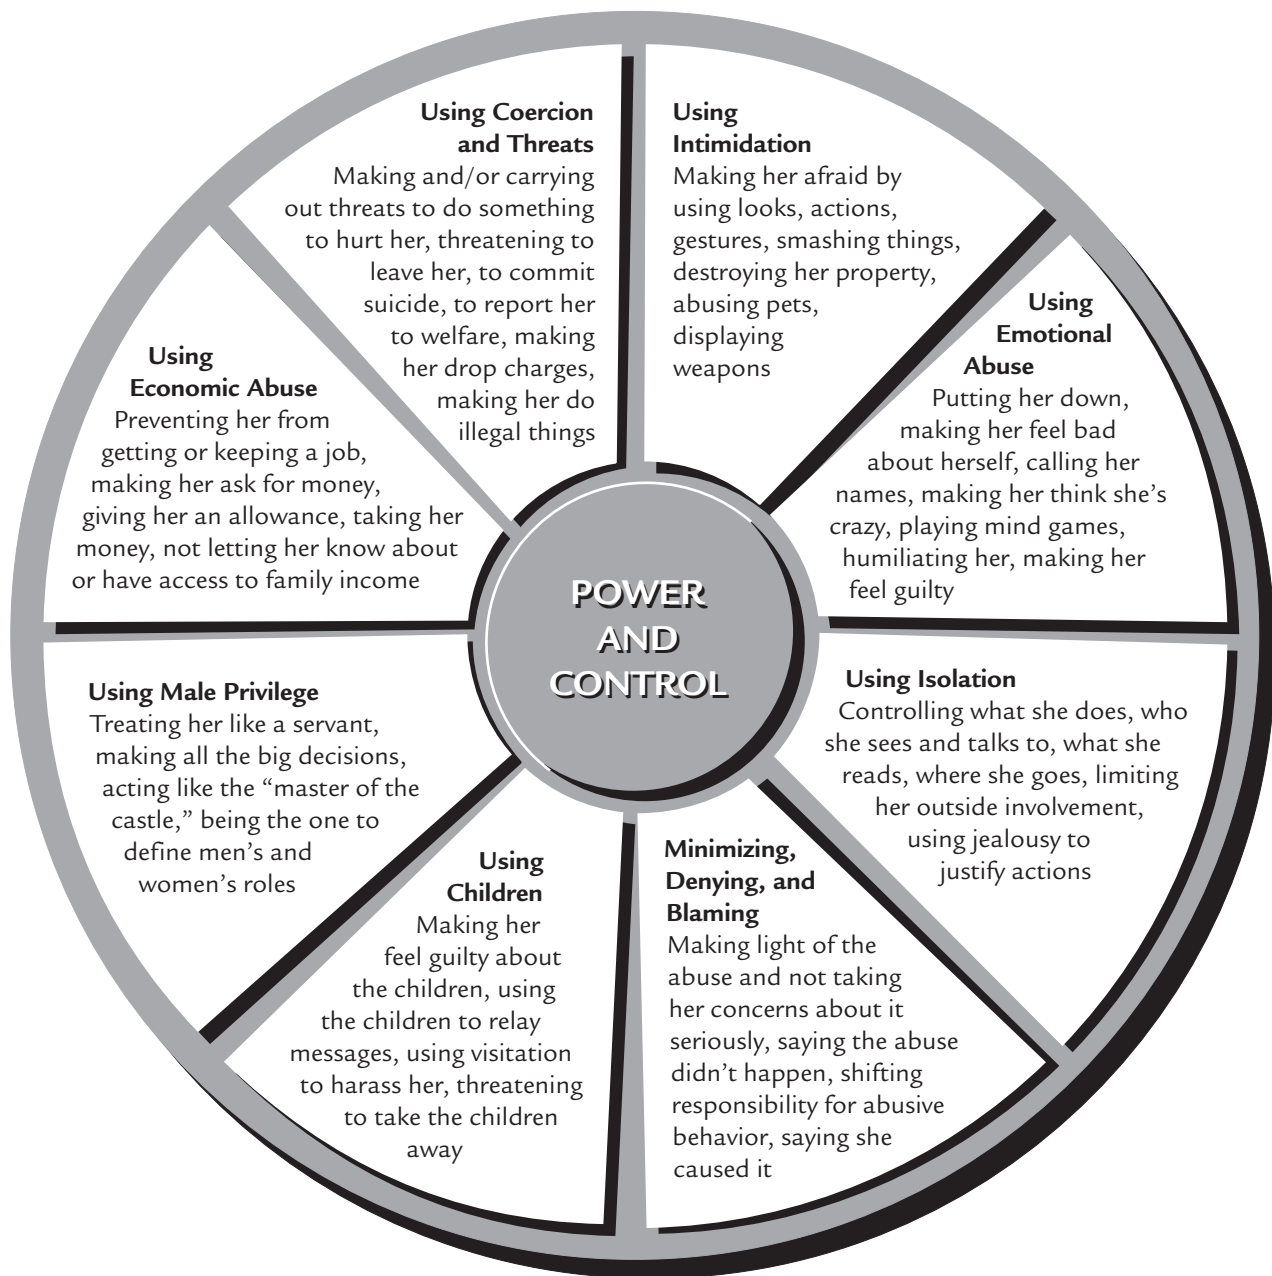 Using Coercion
and Threats
Making and/or carrying
out threats to do something
to hurt her, threatening to
leave her, to commit
suicide, to report her
to welfare, making
her drop charges,
making her do
illegal things
Using
Intimidation
Making her afraid by
using looks, actions,
gestures, smashing things,
destroying her property,
abusing pets,
displaying
weapons
Using
Emotional
Abuse
Putting her down,
making her feel bad
about herself, calling her
names, making her think she’s
crazy, playing mind games,
humiliating her, making her
feel guilty
Using Isolation
Controlling what she does, who
she sees and talks to, what she
reads, where she goes, limiting
her outside involvement,
using jealousy to
justify actions
Minimizing,
Denying, and
Blaming
Making light of the
abuse and not taking
her concerns about it
seriously, saying the abuse
didn’t happen, shifting
responsibility for abusive
behavior, saying she
caused it
Using
Children
Making her
feel guilty about
the children, using
the children to relay
messages, using visitation
to harass her, threatening
to take the children
away
Using Male Privilege
Treating her like a servant,
making all the big decisions,
acting like the “master of the
castle,” being the one to
define men’s and
women’s roles
Using
Economic Abuse
Preventing her from
getting or keeping a job,
making her ask for money,
giving her an allowance, taking her
money, not letting her know about
or have access to family income
POWER
AND
CONTROL